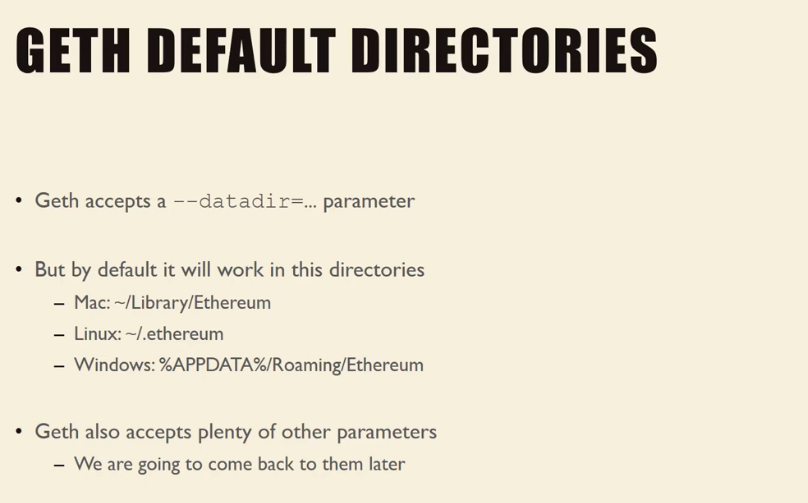 GETH DEFAULT DIRECTORIES
• Geth accepts a --datadir=... parameter
• But by default it will work in this directories
– Mac: ~/Library/Ethereum
– Linux: ~/.ethereum
– Windows: %APPDATA%/Roaming/Ethereum
• Geth also accepts plenty of other parameters
– We are going to come back to them later